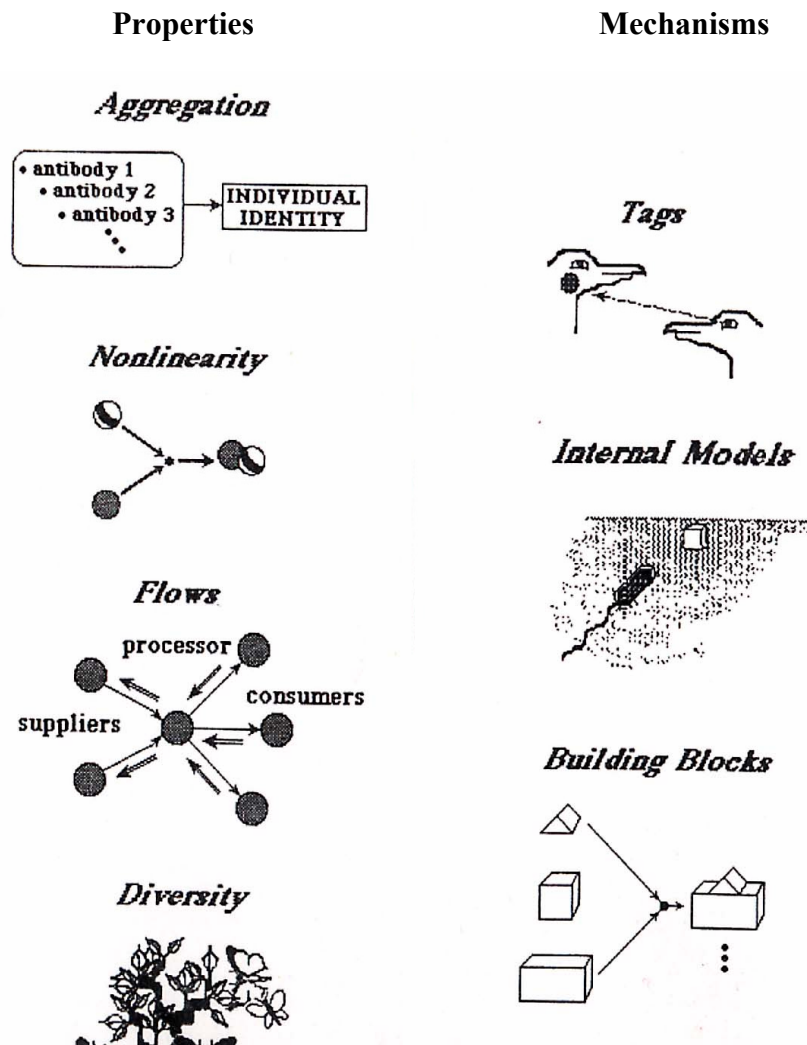 Properties
Mechanisms
Aggregation
• antibody 1
• antibody 2
• antibody 3
INDIVIDUAL
IDENTITY
Nonlinearity
Flows
processor
consumers
suppliers
Diversity
Tags
Internal Models
Building Blocks